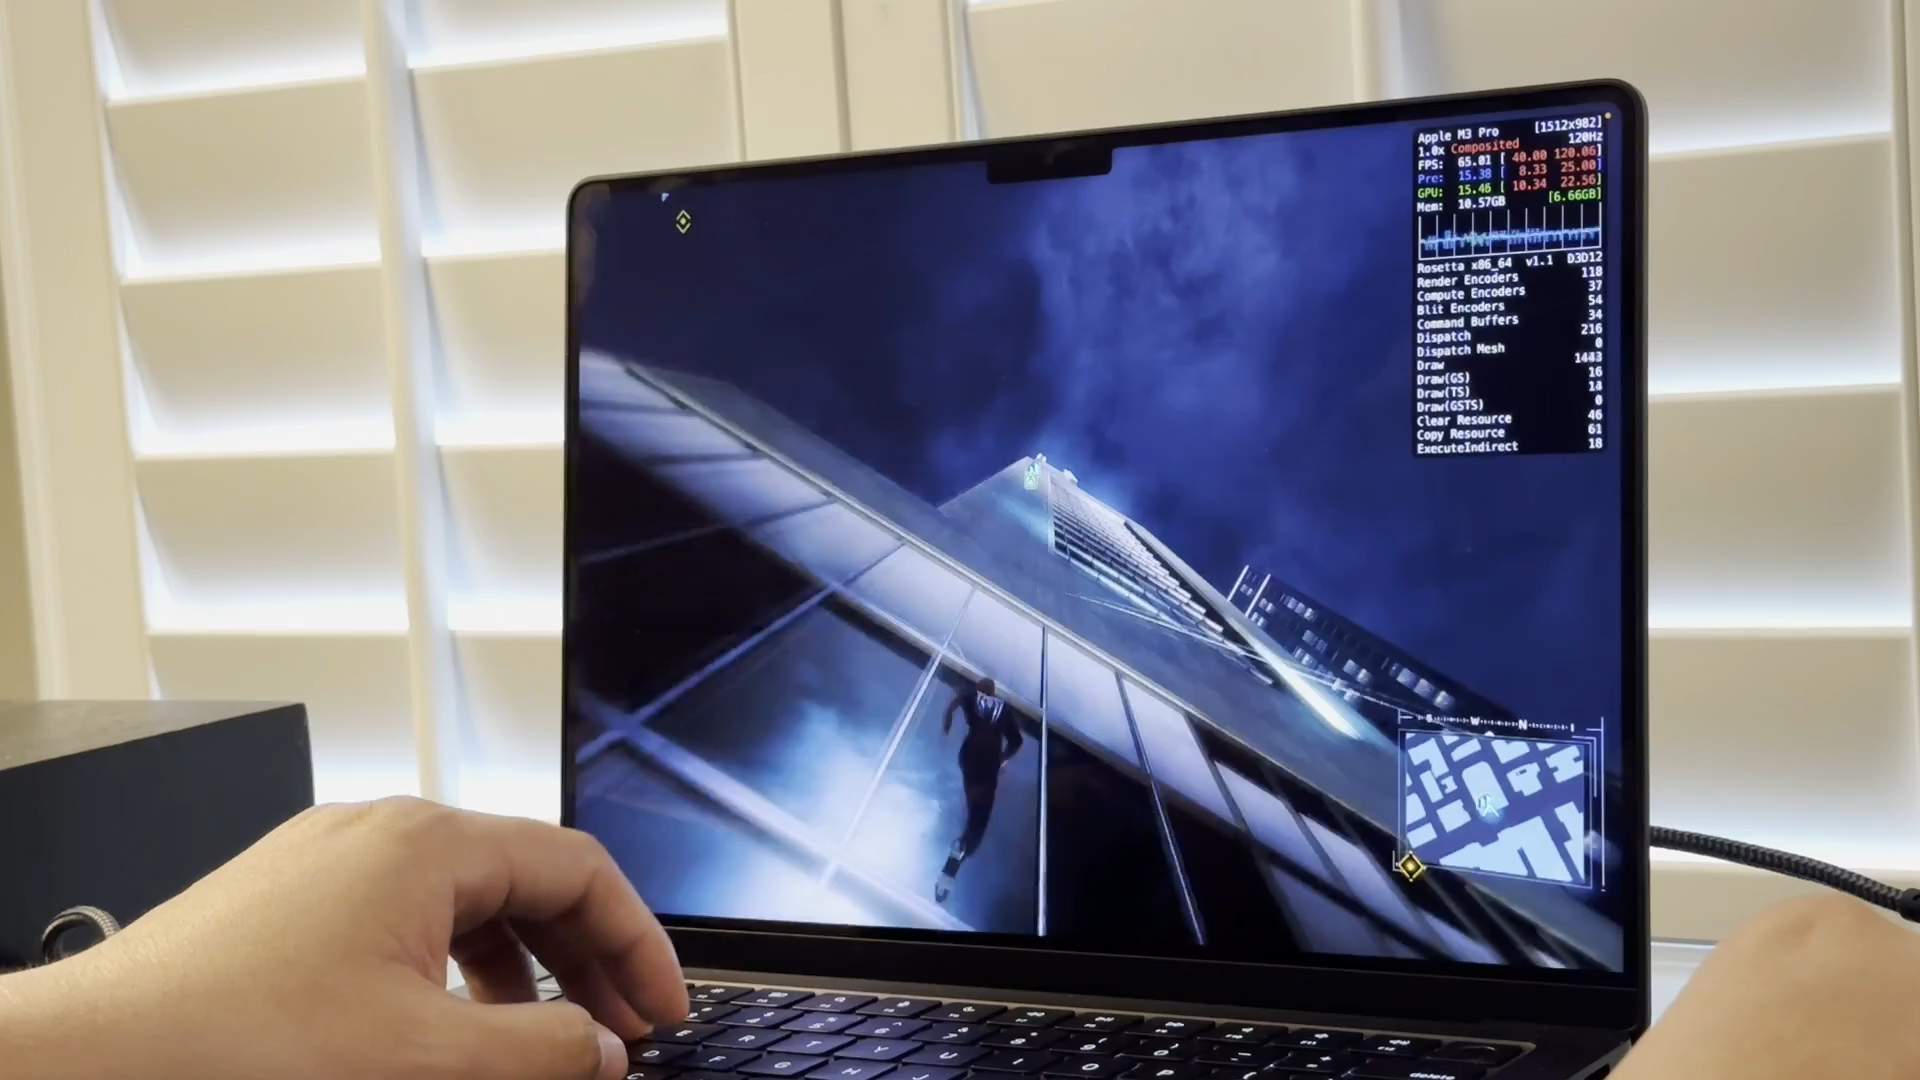 Apple M3 Pro [1512x982]
1.0x Composited 120Hz
FPS: 65.01 [ 40.00 120.06]
Pre: 15.38 [ 8.33 25.00]
GPU: 15.46 [ 10.34 22.56]
Mem: 10.57GB [6.66GB]
Rosetta x86_64 v1.1 D3D12
Render Encoders 118
Compute Encoders 37
Blit Encoders 54
Command Buffers 34
Dispatch 216
Dispatch Mesh 0
Draw 1443
Draw(GS) 16
Draw(TS) 14
Draw(GSTS) 0
Clear Resource 46
Copy Resource 61
ExecuteIndirect 18
S W N
E R T Y U I O P
D F G H J
C
delete